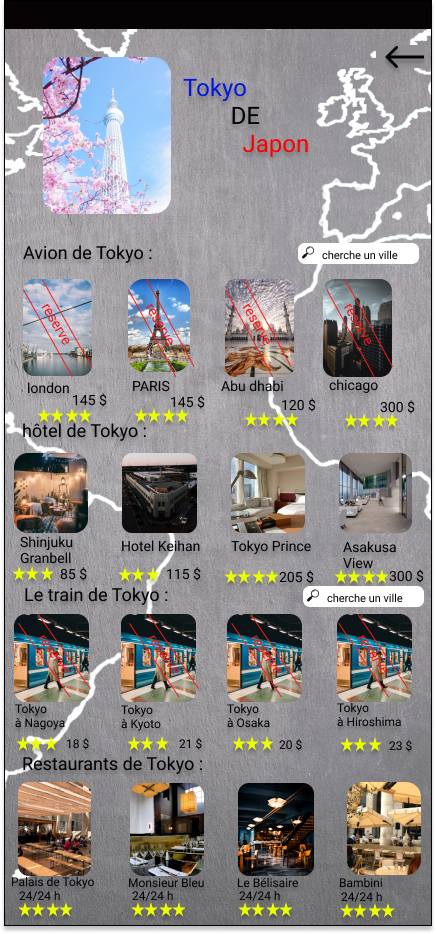 Tokyo
DE
Japon
Avion de Tokyo :
cherche un ville
reserve
reserve
reserve
reserve
london
PARIS
Abu dhabi
chicago
145 $
145 $
120 $
300 $
hôtel de Tokyo :
Shinjuku
Granbell
Hotel Keihan
Tokyo Prince
Asakusa
View
85 $
115 $
205 $
300 $
Le train de Tokyo :
cherche un ville
Tokyo
à Nagoya
Tokyo
à Kyoto
Tokyo
à Osaka
Tokyo
à Hiroshima
18 $
21 $
20 $
23 $
Restaurants de Tokyo :
Palais de Tokyo
24/24 h
Monsieur Bleu
24/24 h
Le Bélisaire
24/24 h
Bambini
24/24 h